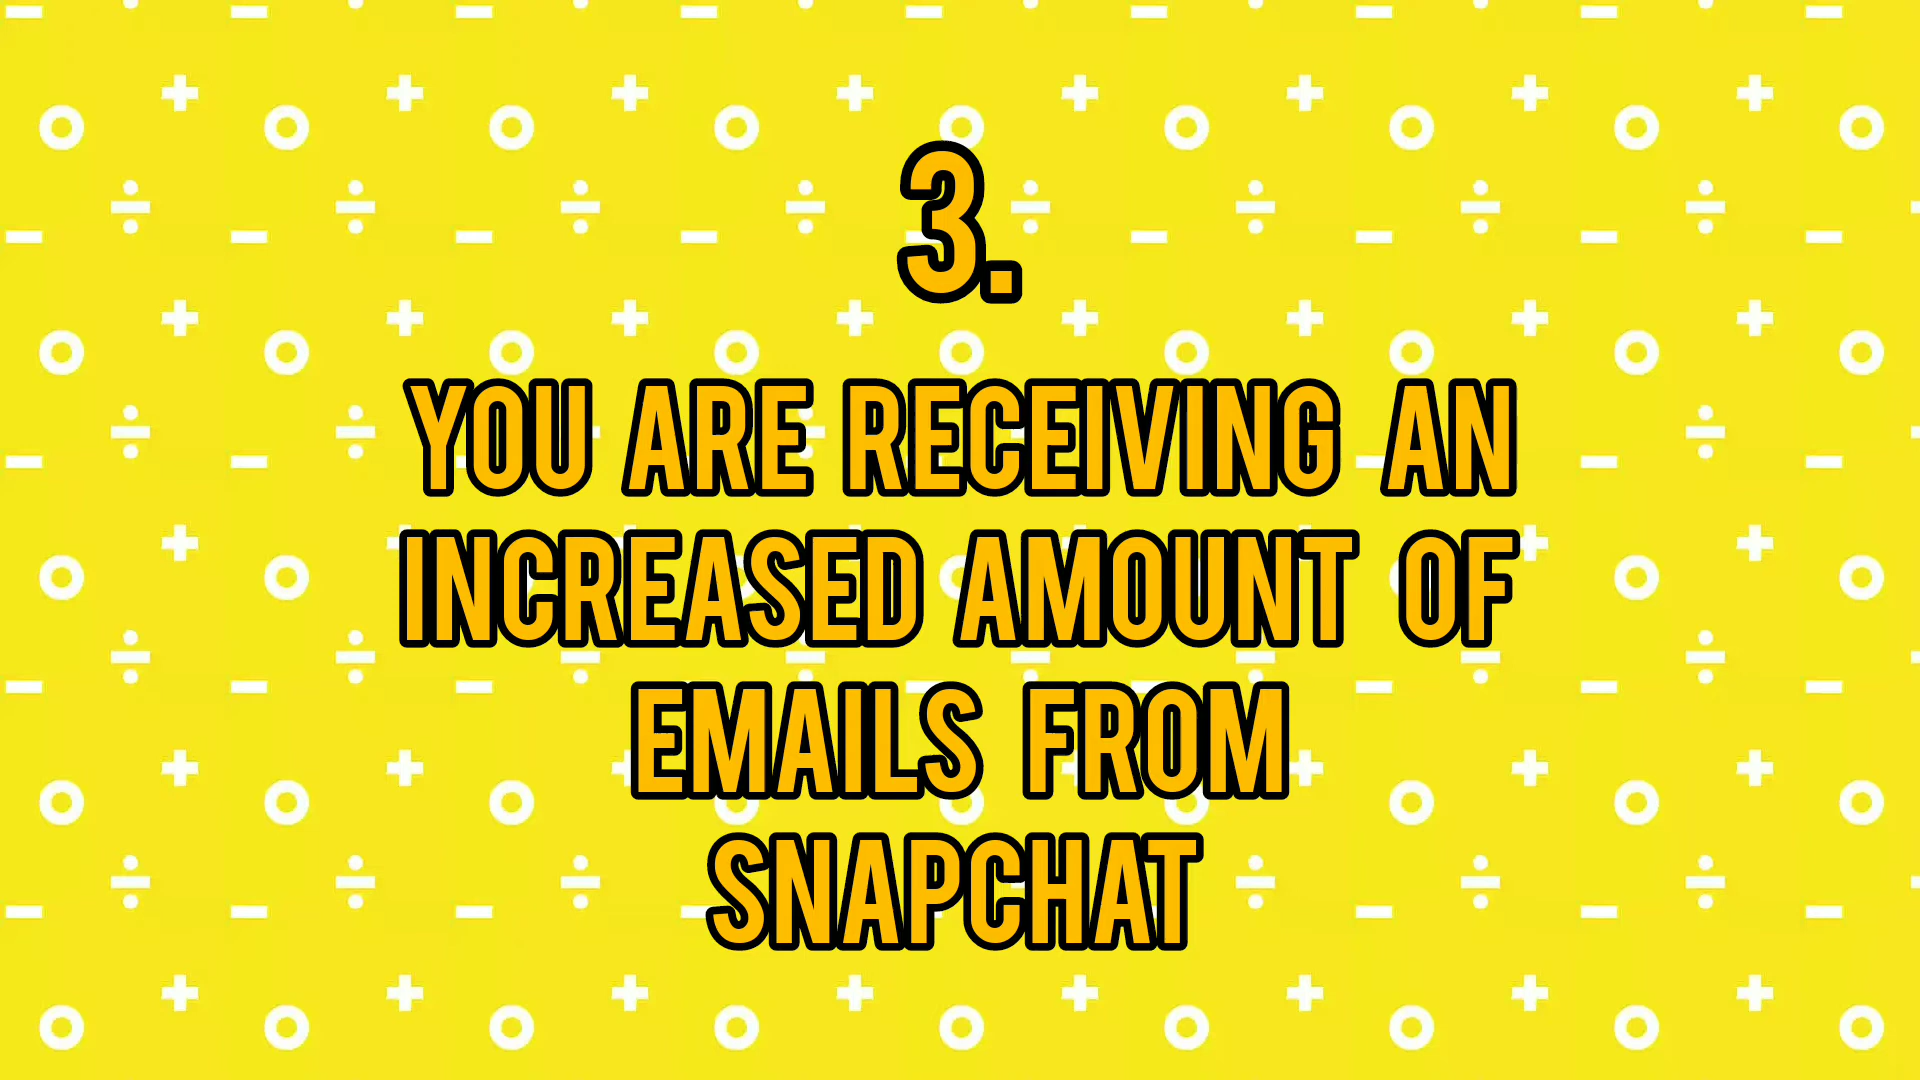 3.
YOU ARE RECEIVING AN
INCREASED AMOUNT OF
EMAILS FROM
SNAPCHAT